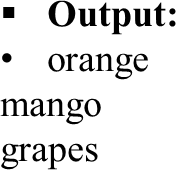 ▪ Output:
• orange
mango
grapes